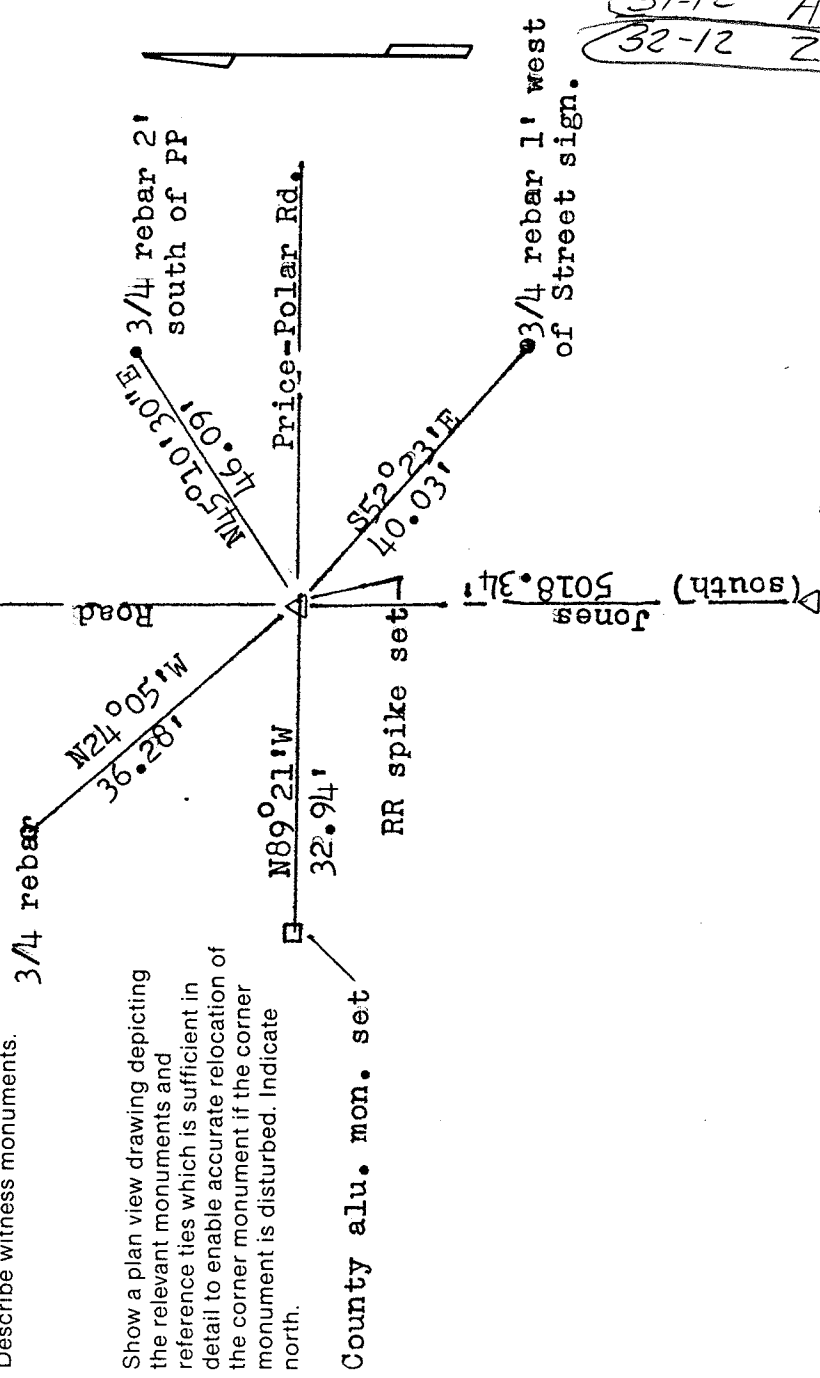 Describe witness monuments.
Show a plan view drawing depicting
the relevant monuments and
reference ties which is sufficient in
detail to enable accurate relocation of
the corner monument if the corner
monument is disturbed. Indicate
north.
3/4 rebar
N24°05'W
36.28'
Road
N45°10'30"E
46.09'
3/4 rebar 2'
south of PP
Price-Polar Rd.
N89°21'W
32.94'
County alu. mon. set
RR spike set
S52°23'E
40.03'
3/4 rebar 1' west
of Street sign.
Jones
5018.34'
(south)
32-12